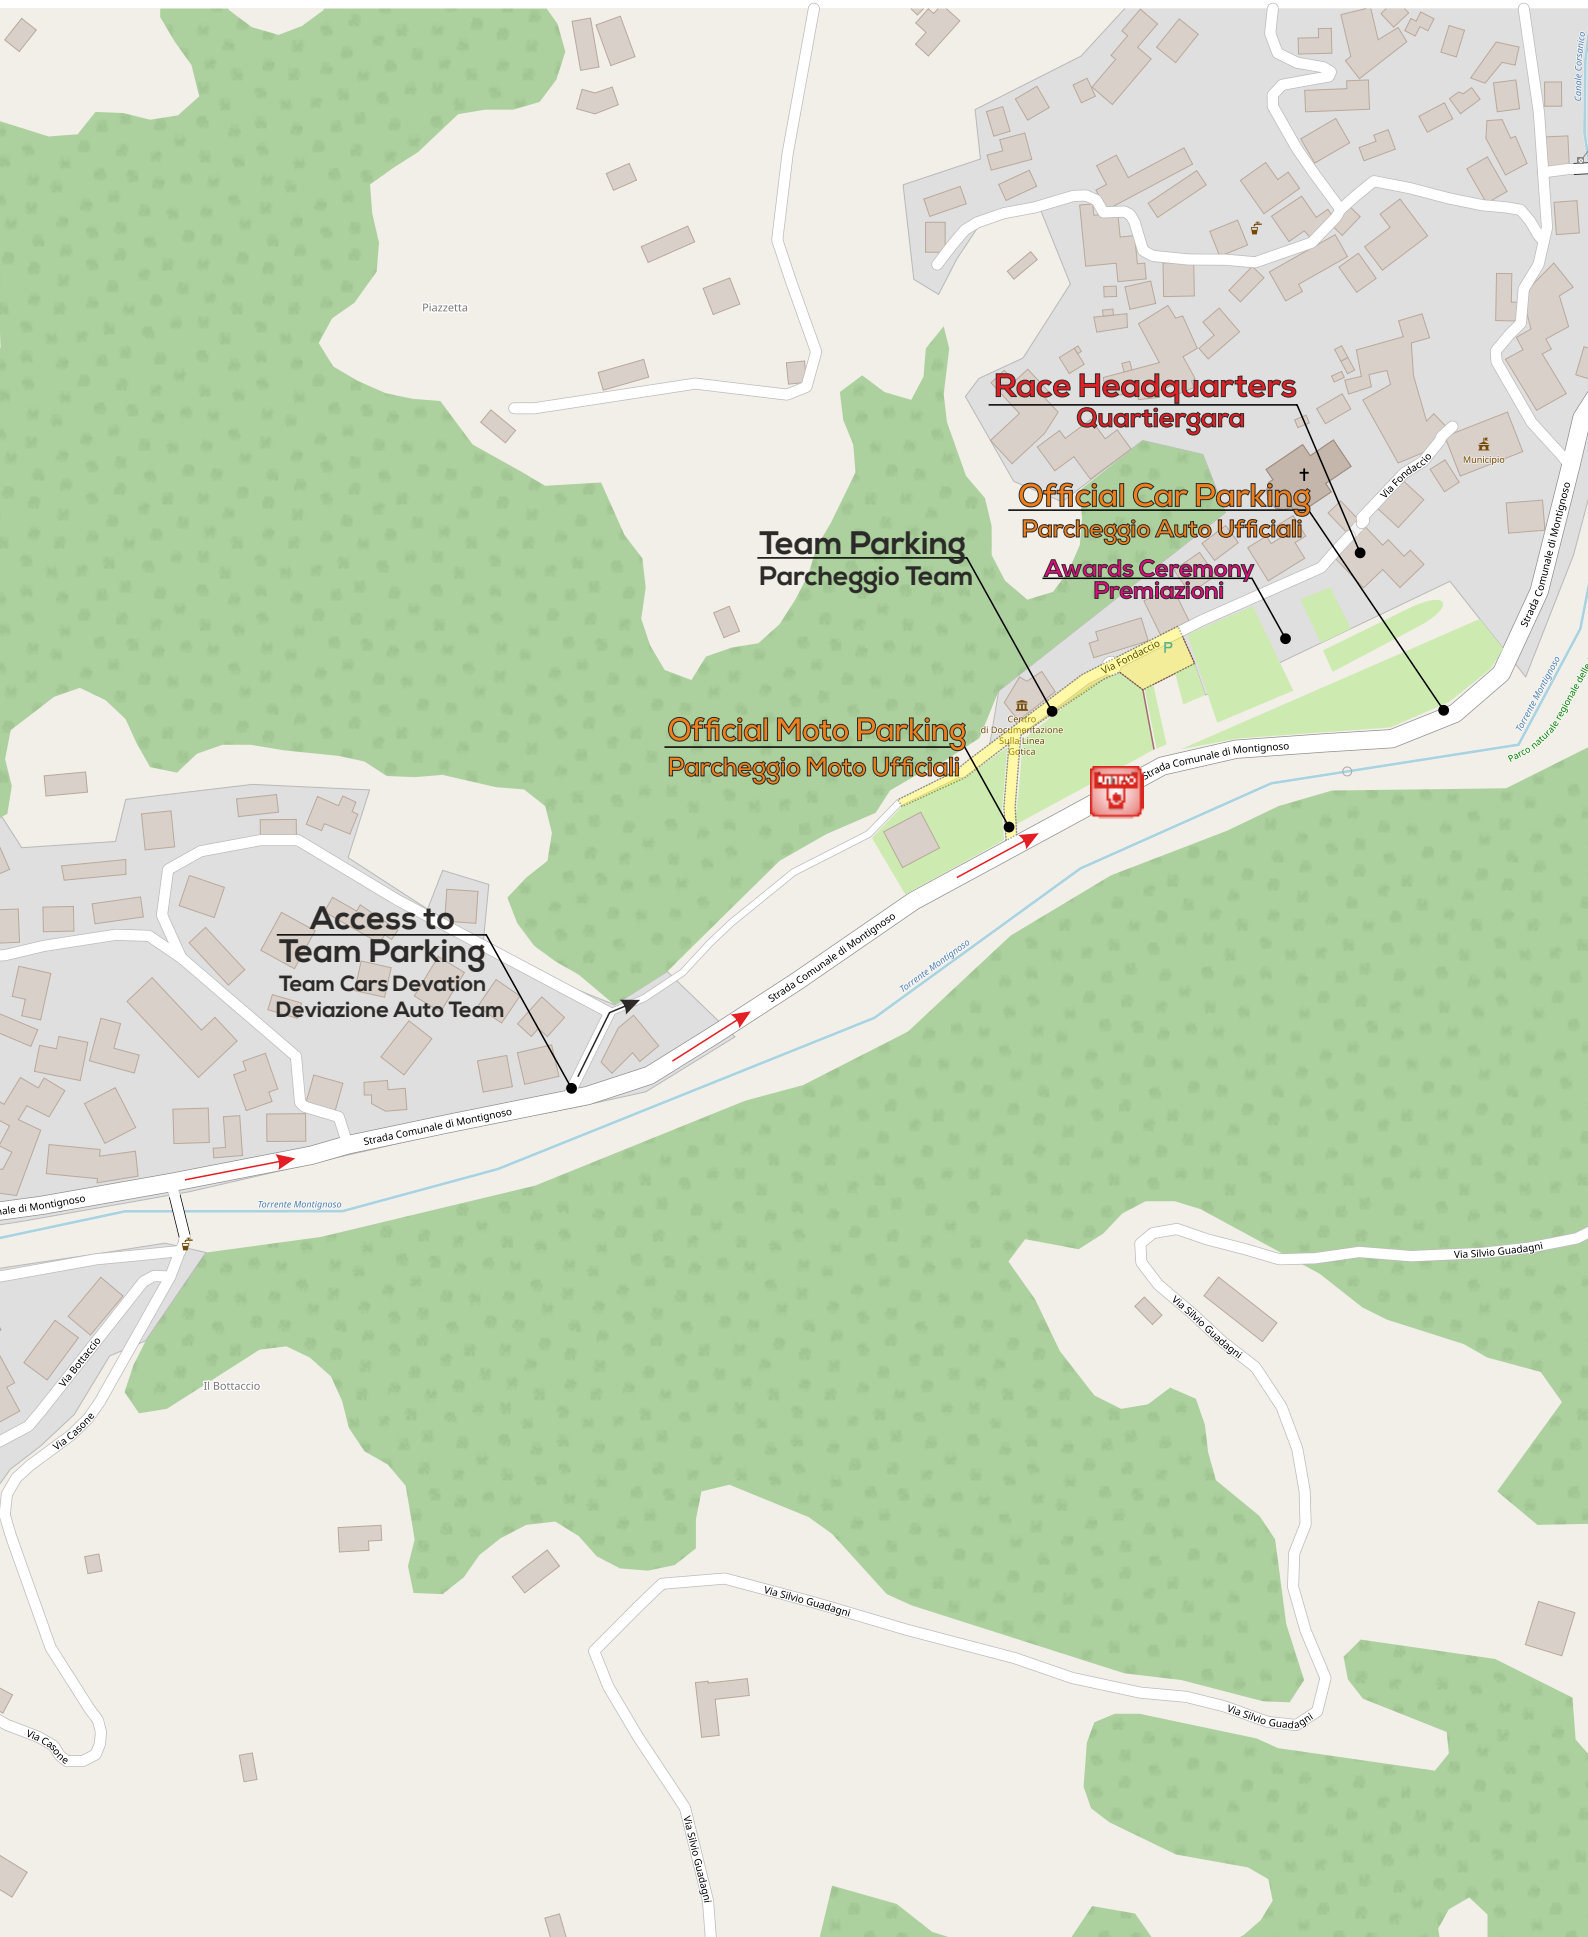 Canale Corsanico
Piazzetta
Race Headquarters
Quartiergara
Municipio
Via Fondaccio
Official Car Parking
Parcheggio Auto Ufficiali
Team Parking
Parcheggio Team
Awards Ceremony
Premiazioni
Strada Comunale di Montignoso
Via Fondaccio
P
Torrente Montignoso
Parco naturale regionale delle
Centro
di Documentazione
Sulla Linea
Gotica
Official Moto Parking
Parcheggio Moto Ufficiali
Strada Comunale di Montignoso
Access to
Team Parking
Team Cars Devation
Deviazione Auto Team
Strada Comunale di Montignoso
Torrente Montignoso
Strada Comunale di Montignoso
nale di Montignoso
Torrente Montignoso
Via Silvio Guadagni
Via Silvio Guadagni
Via Bottaccio
Il Bottaccio
Via Casone
Via Silvio Guadagni
Via Silvio Guadagni
Via Casone
Via Silvio Guadagni